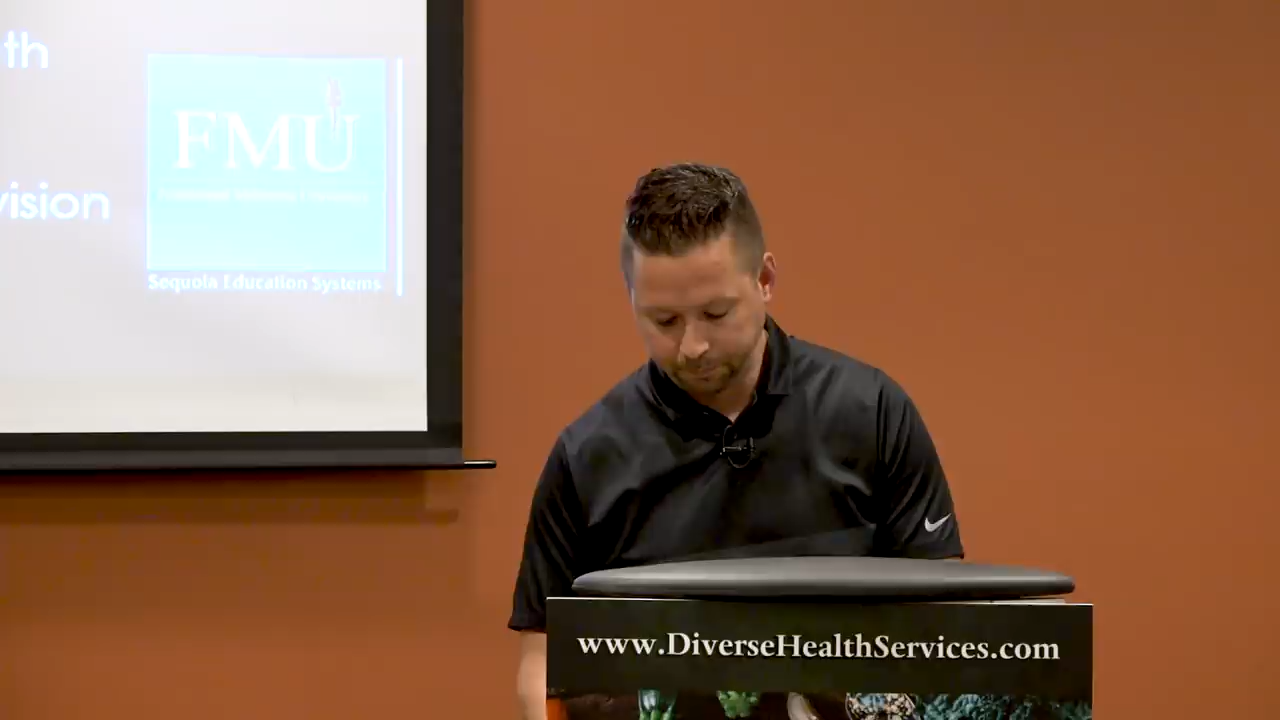 th
vision
FMU
Sequoia Education Systems
www.DiverseHealthServices.com